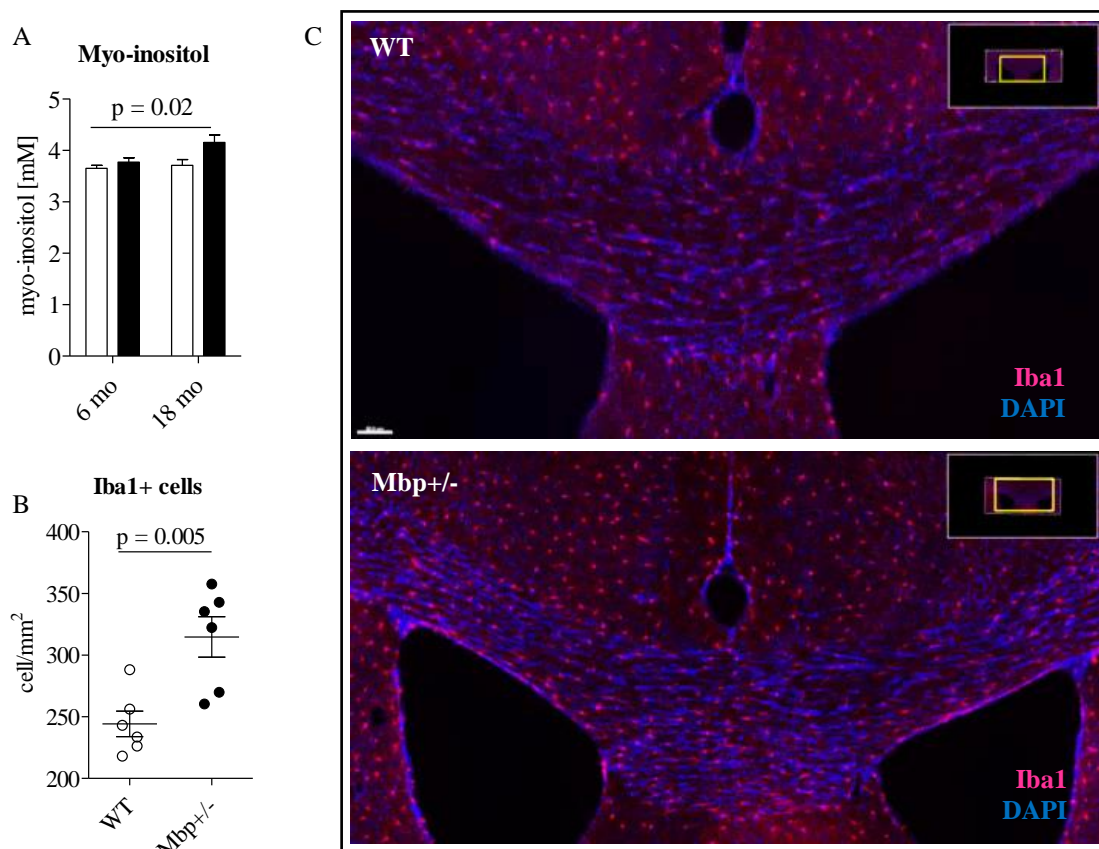 A
Myo-inositol
p = 0.02
myo-inositol [mM]
5
4
3
2
1
0
6 mo
18 mo
B
Iba1+ cells
p = 0.005
cell/mm²
400
350
300
250
200
WT
Mbp+/-
C
WT
Iba1
DAPI
Mbp+/-
Iba1
DAPI